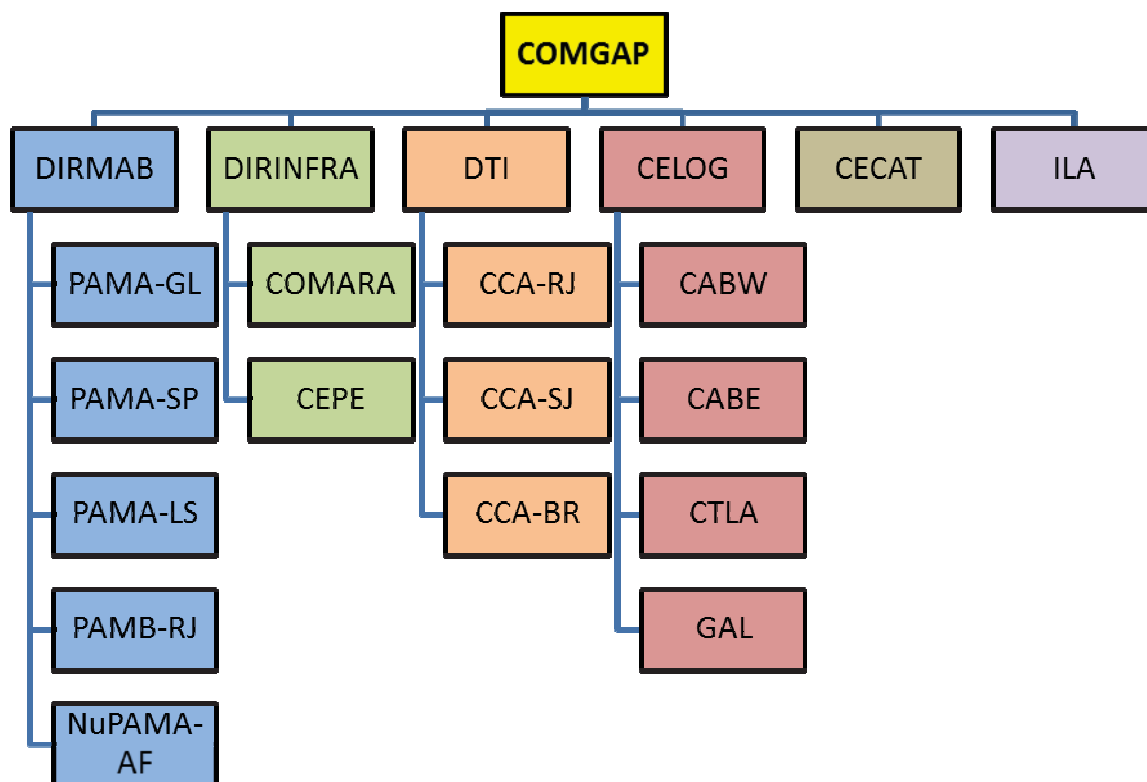 COMGAP
DIRMAB
DIRINFRA
DTI
CELOG
CECAT
ILA
PAMA-GL
COMARA
CCA-RJ
CABW
PAMA-SP
CEPE
CCA-SJ
CABE
PAMA-LS
CCA-BR
CTLA
PAMB-RJ
GAL
NuPAMA-
AF